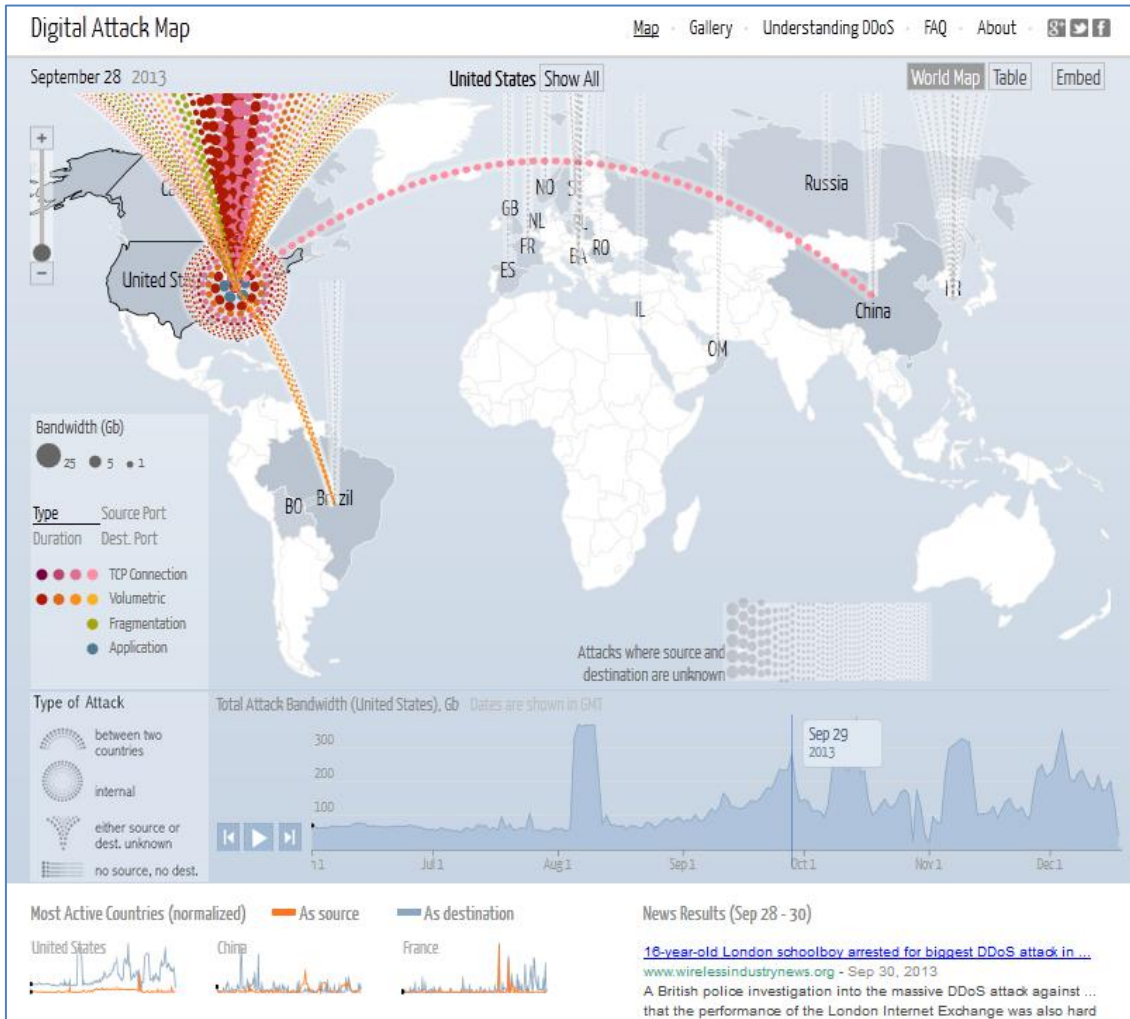 Digital Attack Map
Map · Gallery · Understanding DDoS · FAQ · About
September 28 2013
United States Show All
World Map Table Embed
+
−
United
Russia
NO
GB
NL
FR
RO
ES
IL
China
OM
BO
Brazil
Bandwidth (Gb)
25 5 1
Type Source Port
Duration Dest. Port
TCP Connection
Volumetric
Fragmentation
Application
Attacks where source and
destination are unknown
Type of Attack
between two
countries
internal
either source or
dest. unknown
no source, no dest.
Total Attack Bandwidth (United States), Gb Dates are shown in GMT
300
200
100
Sep 29
2013
Jul 1 Aug 1 Sep 1 Oct 1 Nov 1 Dec 1
Most Active Countries (normalized) As source As destination
United States China France
News Results (Sep 28 - 30)
16-year-old London schoolboy arrested for biggest DDoS attack in ...
www.wirelessindustrynews.org - Sep 30, 2013
A British police investigation into the massive DDoS attack against ...
that the performance of the London Internet Exchange was also hard